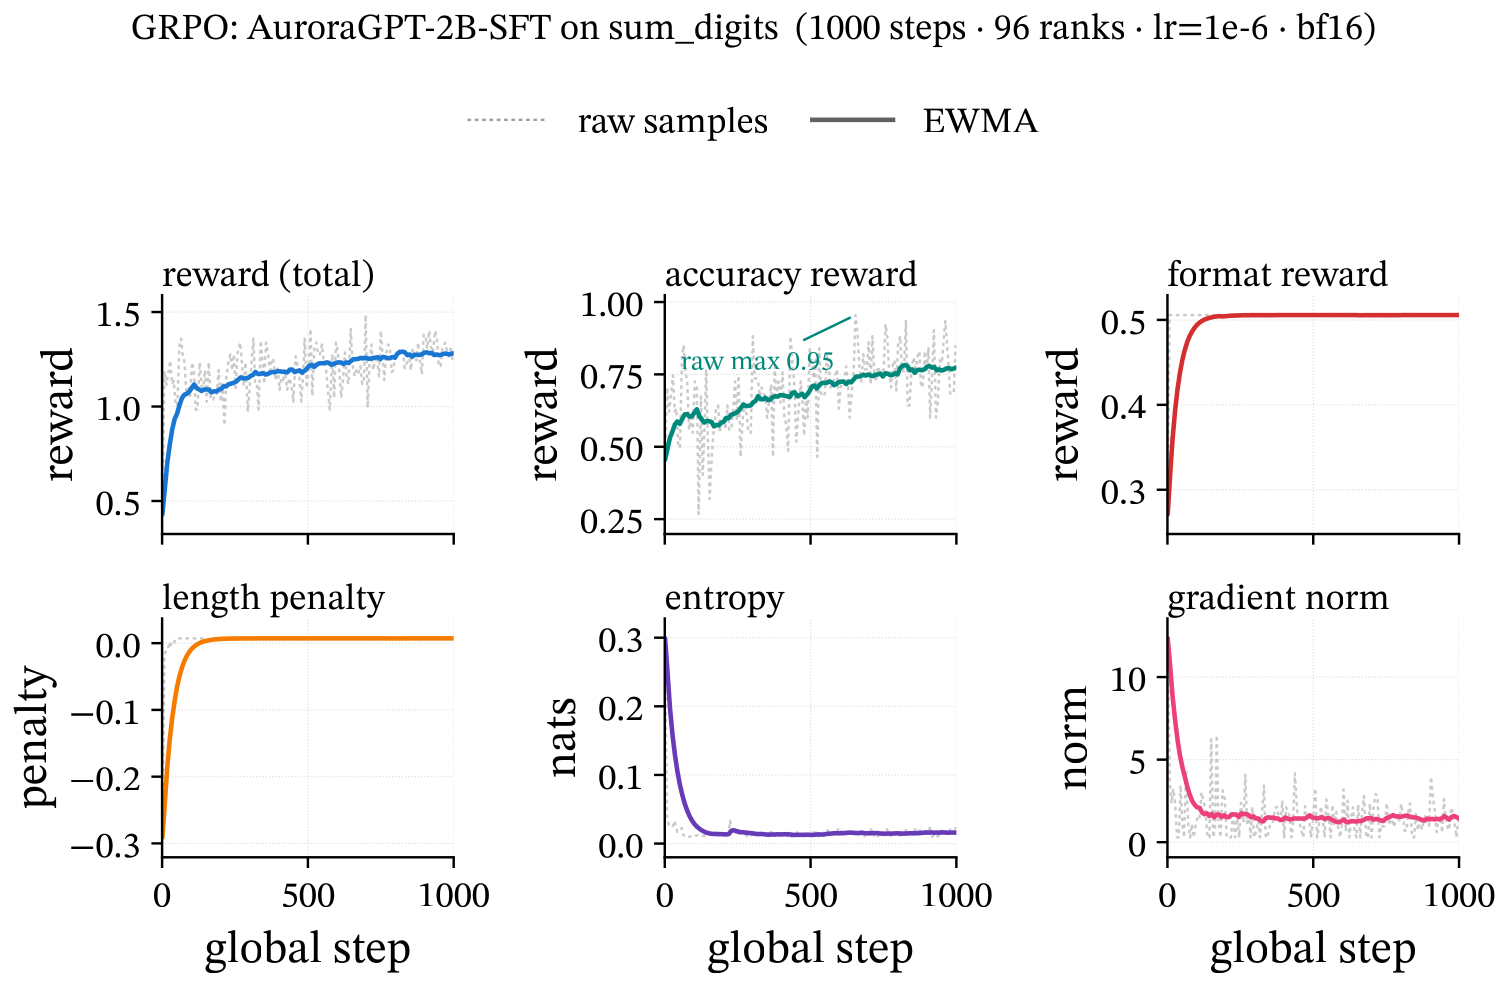 GRPO: AuroraGPT-2B-SFT on sum_digits (1000 steps · 96 ranks · lr=1e-6 · bf16)
raw samples
EWMA
reward (total)
reward
1.5
1.0
0.5
accuracy reward
reward
1.00
0.75
0.50
0.25
raw max 0.95
format reward
reward
0.5
0.4
0.3
length penalty
penalty
0.0
−0.1
−0.2
−0.3
0 500 1000
global step
entropy
nats
0.3
0.2
0.1
0.0
0 500 1000
global step
gradient norm
norm
10
5
0
0 500 1000
global step